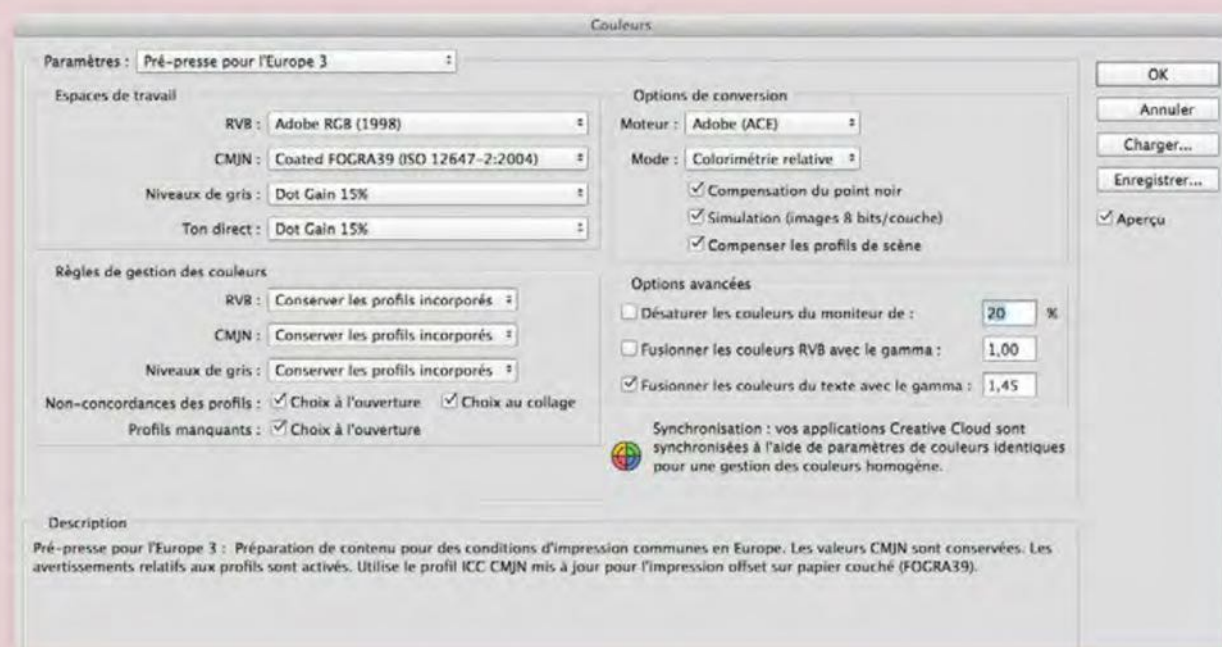 Couleurs
Paramètres : Pré-presse pour l'Europe 3
Espaces de travail
RVB : Adobe RGB (1998)
CMJN : Coated FOGRA39 (ISO 12647-2:2004)
Niveaux de gris : Dot Gain 15%
Ton direct : Dot Gain 15%
Règles de gestion des couleurs
RVB : Conserver les profils incorporés
CMJN : Conserver les profils incorporés
Niveaux de gris : Conserver les profils incorporés
Non-concordances des profils : Choix à l'ouverture Choix au collage
Profils manquants : Choix à l'ouverture
Options de conversion
Moteur : Adobe (ACE)
Mode : Colorimétrie relative
Compensation du point noir
Simulation (images 8 bits/couche)
Compenser les profils de scène
Options avancées
Désaturer les couleurs du moniteur de : 20 %
Fusionner les couleurs RVB avec le gamma : 1,00
Fusionner les couleurs du texte avec le gamma : 1,45
Synchronisation : vos applications Creative Cloud sont
synchronisées à l'aide de paramètres de couleurs identiques
pour une gestion des couleurs homogène.
OK
Annuler
Charger...
Enregistrer...
Aperçu
Description
Pré-presse pour l'Europe 3 : Préparation de contenu pour des conditions d'impression communes en Europe. Les valeurs CMJN sont conservées. Les
avertissements relatifs aux profils sont activés. Utilise le profil ICC CMJN mis à jour pour l'impression offset sur papier couché (FOGRA39).